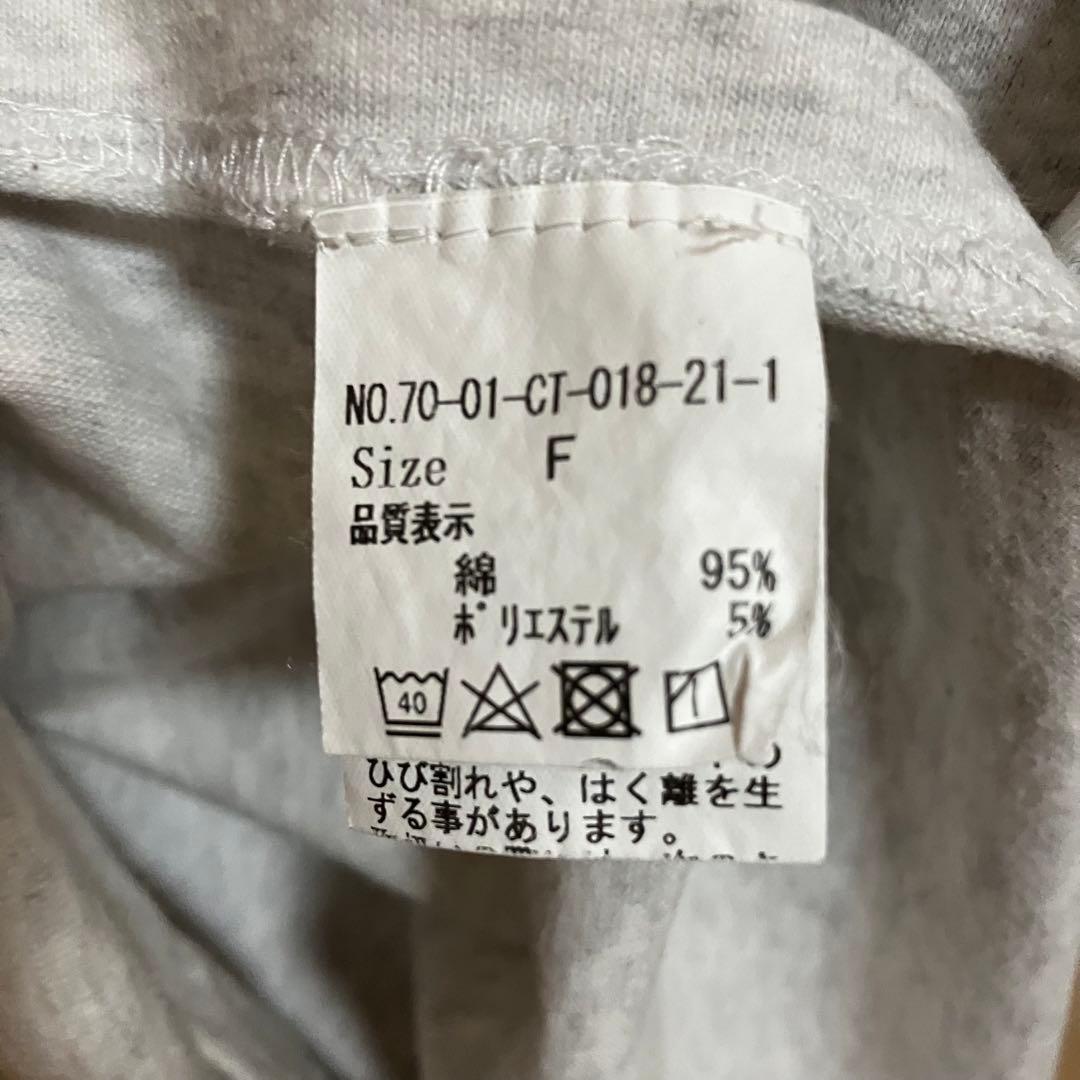 NO.70-01-CT-018-21-1
Size F
品質表示
綿 95%
ポリエステル 5%
40
ひび割れや、はく離を生
ずる事があります。